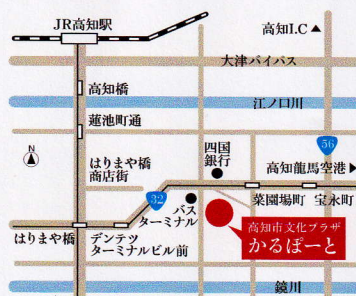 JR高知駅
高知I.C▲
大津バイパス
高知橋
江ノ口川
蓮池町通
N
はりまや橋
商店街
四国
銀行
56
高知龍馬空港▶
32
バス
ターミナル
菜園場町
宝永町
高知市文化プラザ
かるぽーと
はりまや橋
デンテツ
ターミナルビル前
鏡川